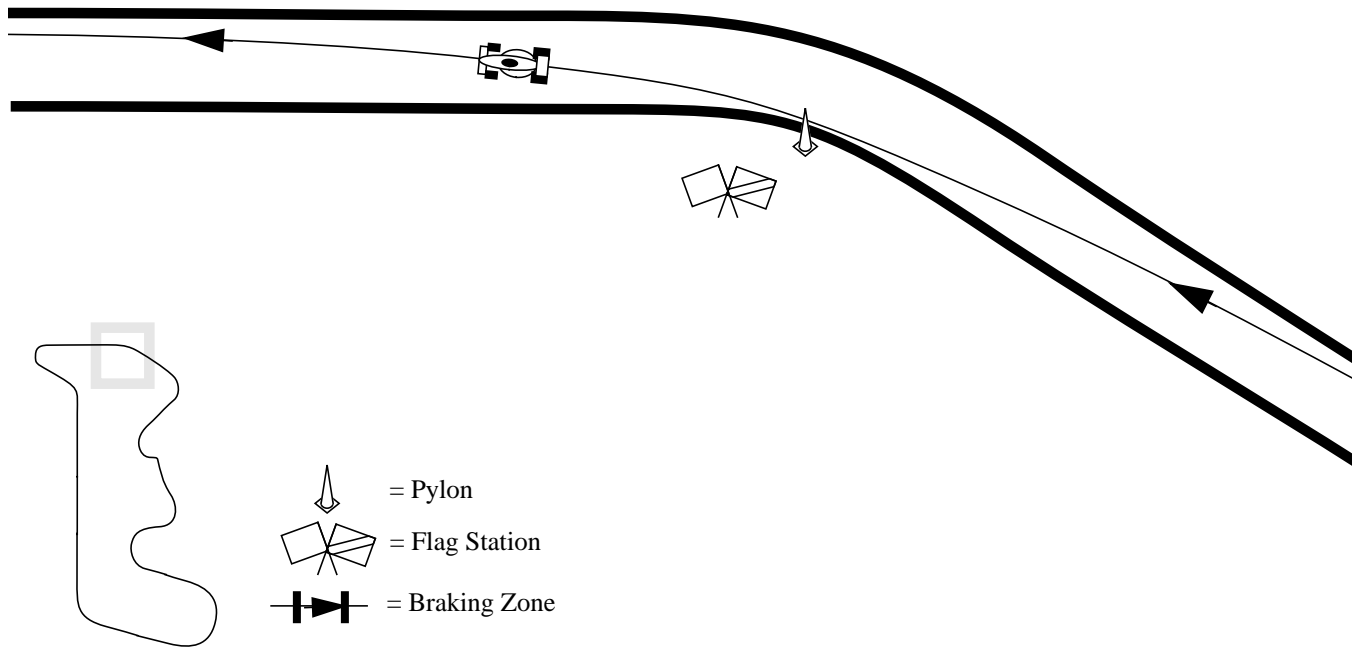 = Pylon
= Flag Station
= Braking Zone